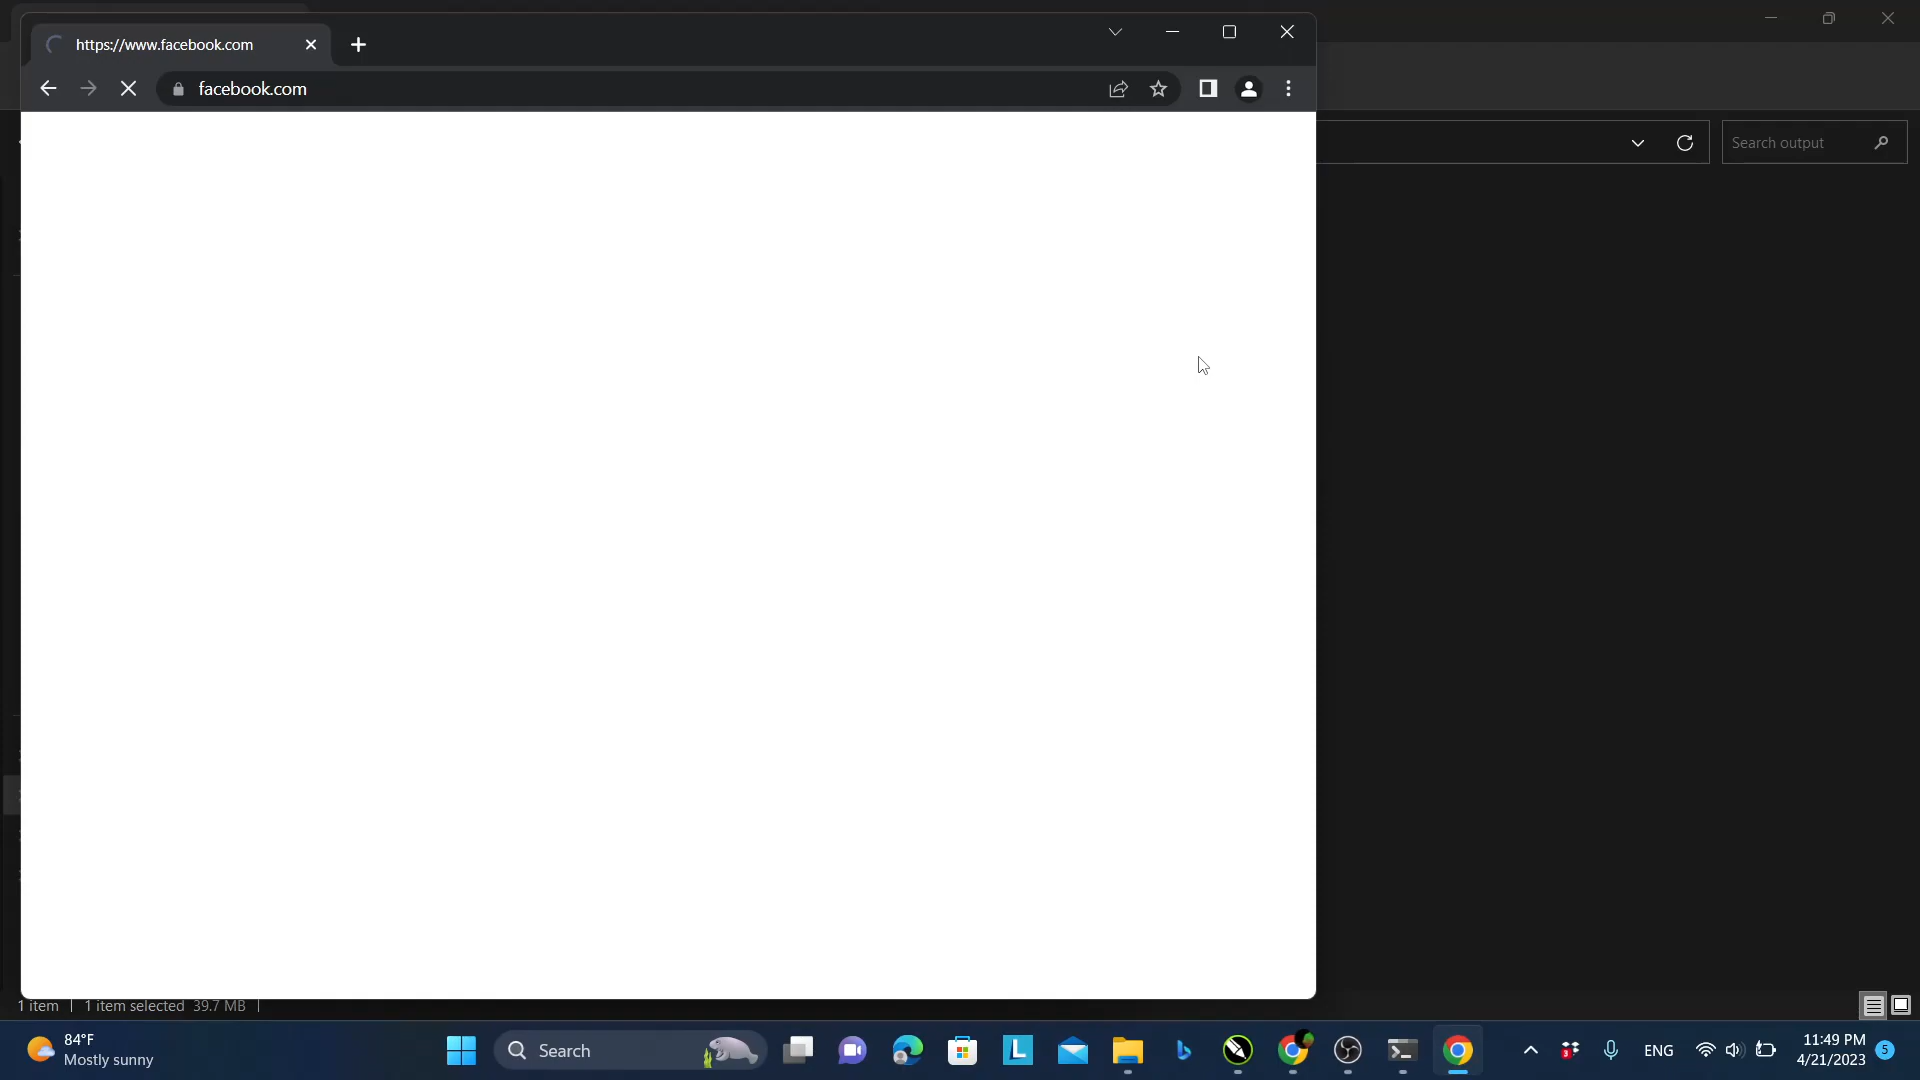 https://www.facebook.com
facebook.com
Search output
1 item
1 item selected 39.7 MB
84°F
Mostly sunny
Search
L
3
ENG
11:49 PM
4/21/2023
5